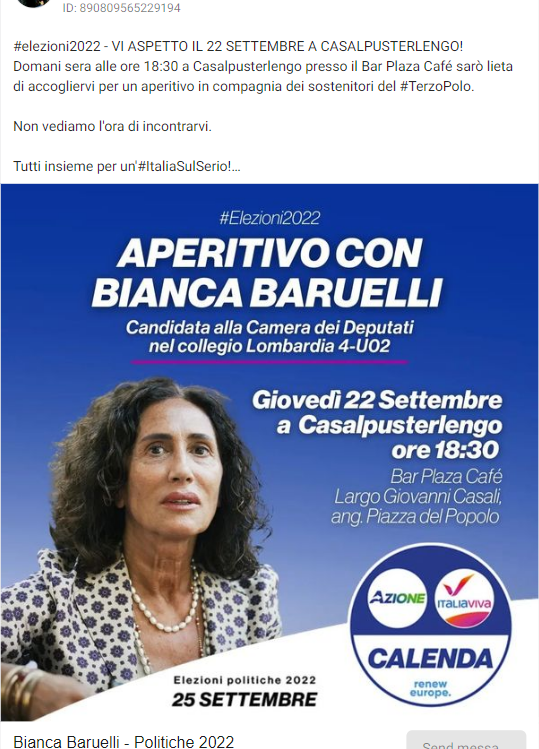 ID: 890809565229194
#elezioni2022 - VI ASPETTO IL 22 SETTEMBRE A CASALPUSTERLENGO!
Domani sera alle ore 18:30 a Casalpusterlengo presso il Bar Plaza Café sarò lieta
di accogliervi per un aperitivo in compagnia dei sostenitori del #TerzoPolo.
Non vediamo l'ora di incontrarvi.
Tutti insieme per un'#ItaliaSulSerio!...
#Elezioni2022
APERITIVO CON
BIANCA BARUELLI
Candidata alla Camera dei Deputati
nel collegio Lombardia 4-U02
Giovedì 22 Settembre
a Casalpusterlengo
ore 18:30
Bar Plaza Café
Largo Giovanni Casali,
ang. Piazza del Popolo
AZIONE
ITALIAVIVA
CALENDA
renew
europe.
Elezioni politiche 2022
25 SETTEMBRE
Bianca Baruelli - Politiche 2022
Send messa